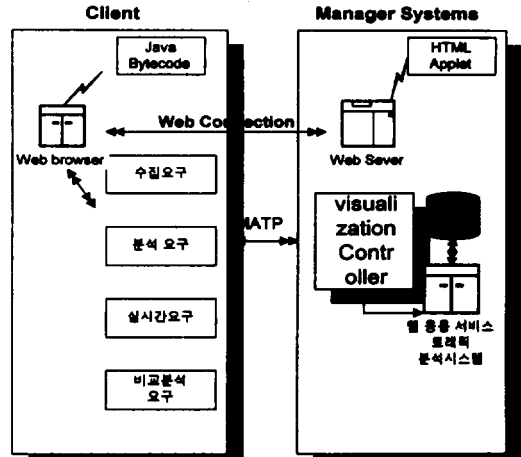 Client
Java
Bytecode
Web browser
수집요구
분석 요구
실시간요구
비교분석
요구
Web Connection
MATP
Manager Systems
HTML
Applet
Web Sever
visuali
zation
Contr
oller
웹 응용 서비스
트래픽
분석시스템